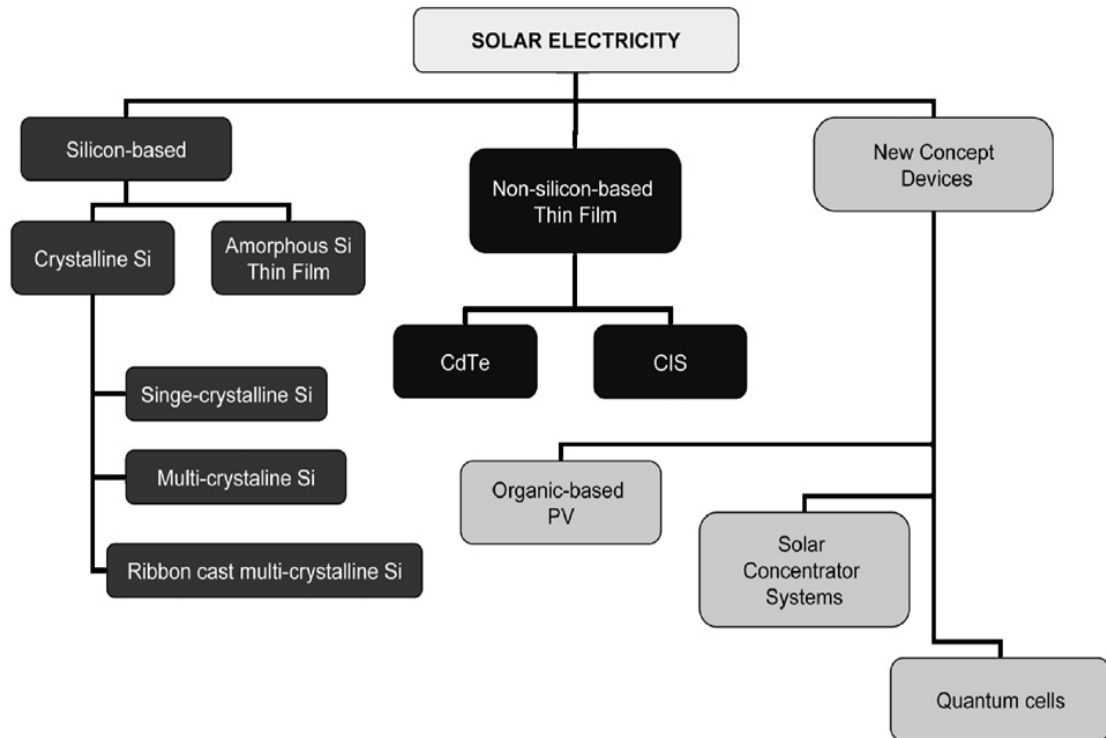 SOLAR ELECTRICITY
Silicon-based
Non-silicon-based
Thin Film
New Concept
Devices
Crystalline Si
Amorphous Si
Thin Film
CdTe
CIS
Singe-crystalline Si
Multi-crystaline Si
Ribbon cast multi-crystalline Si
Organic-based
PV
Solar
Concentrator
Systems
Quantum cells